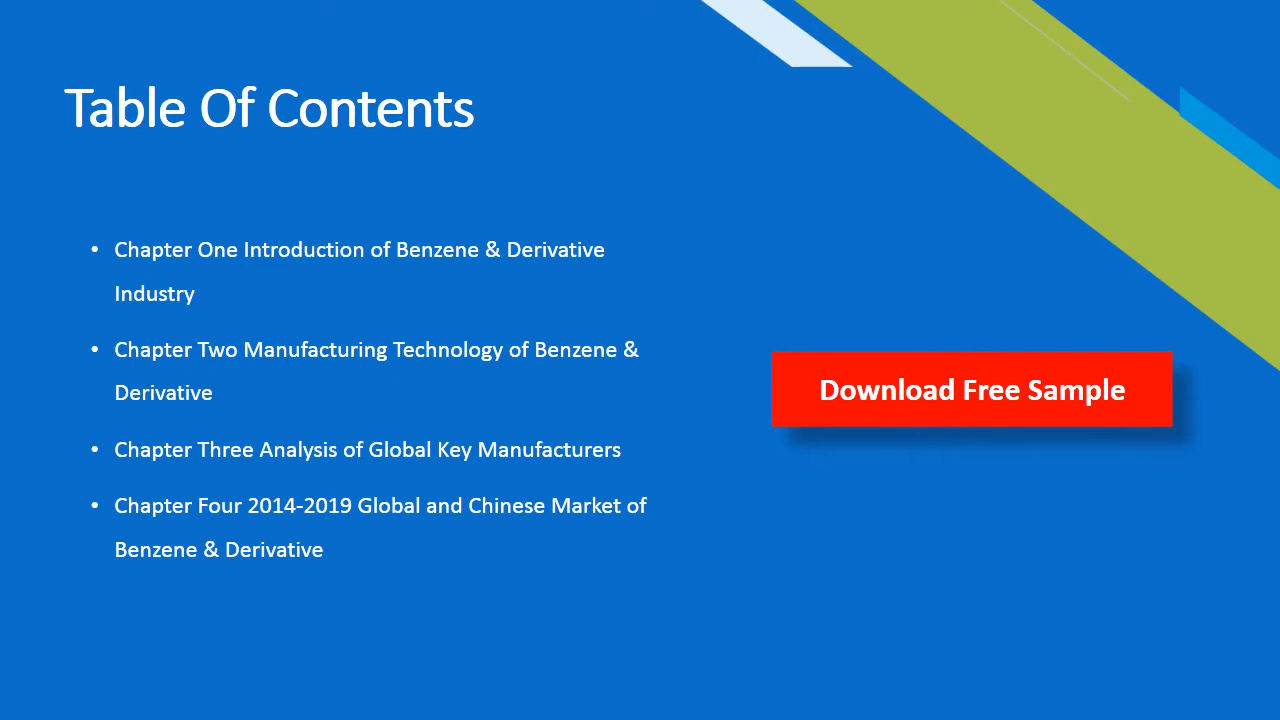 Table Of Contents
• Chapter One Introduction of Benzene & Derivative
Industry
• Chapter Two Manufacturing Technology of Benzene &
Derivative
• Chapter Three Analysis of Global Key Manufacturers
• Chapter Four 2014-2019 Global and Chinese Market of
Benzene & Derivative
Download Free Sample